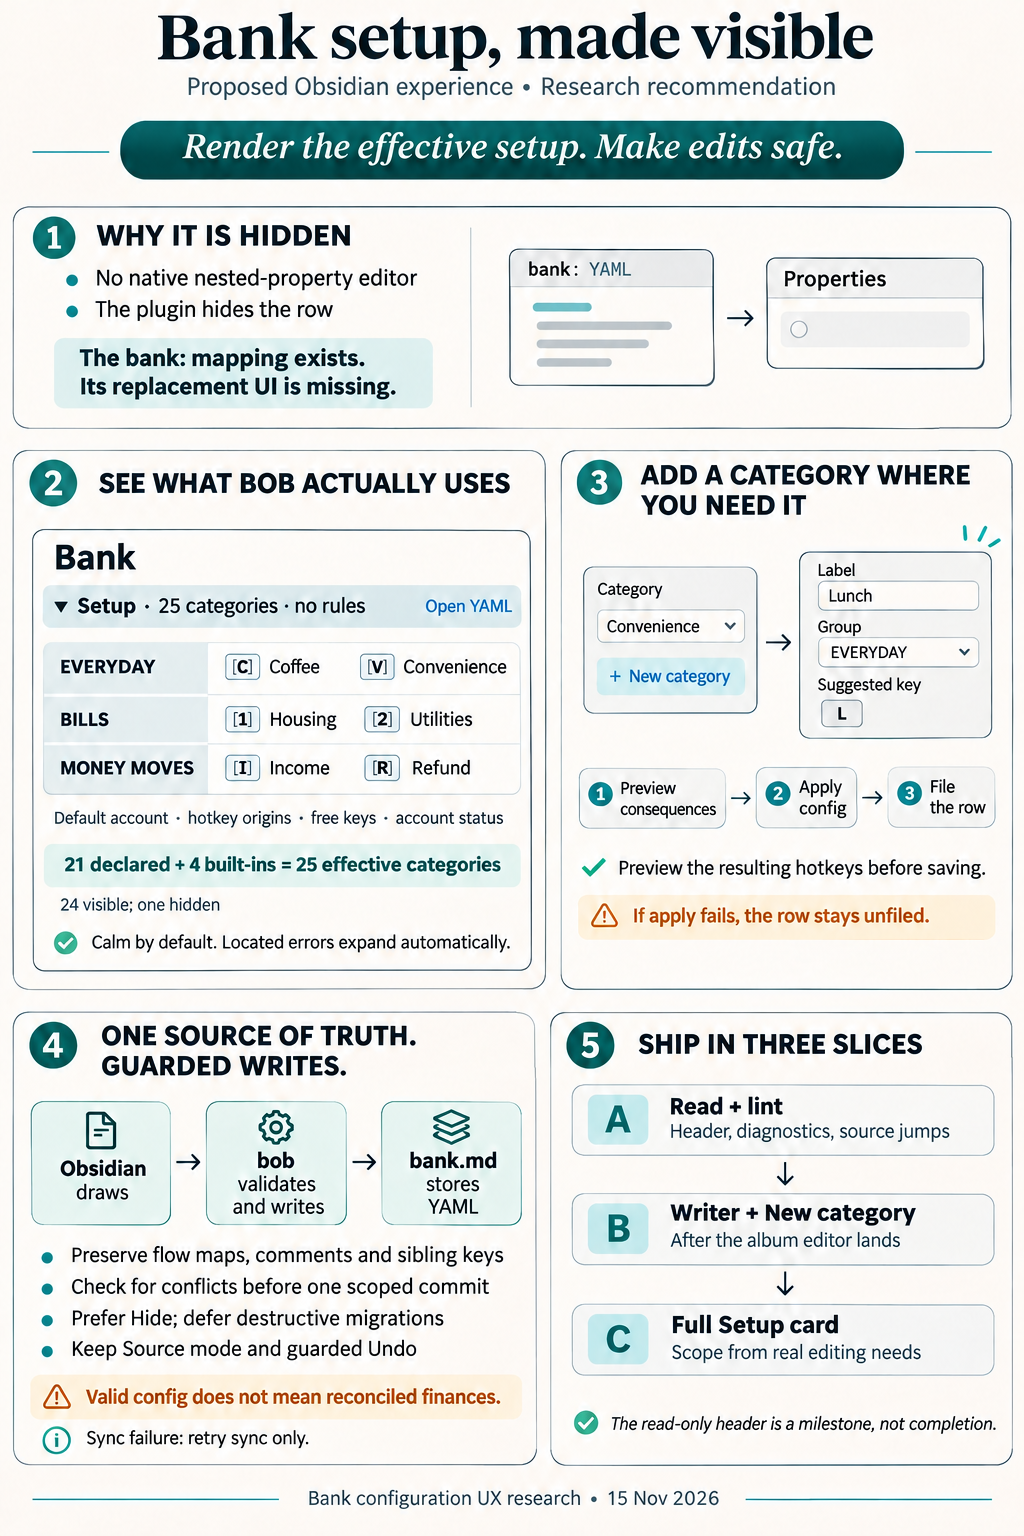 Bank setup, made visible
Proposed Obsidian experience • Research recommendation
Render the effective setup. Make edits safe.
1 WHY IT IS HIDDEN
• No native nested-property editor
• The plugin hides the row
The bank: mapping exists.
Its replacement UI is missing.
bank: YAML
→
Properties
2 SEE WHAT BOB ACTUALLY USES
Bank
▼ Setup · 25 categories · no rules Open YAML
EVERYDAY [C] Coffee [V] Convenience
BILLS [1] Housing [2] Utilities
MONEY MOVES [I] Income [R] Refund
Default account · hotkey origins · free keys · account status
21 declared + 4 built-ins = 25 effective categories
24 visible; one hidden
Calm by default. Located errors expand automatically.
3 ADD A CATEGORY WHERE
YOU NEED IT
Category
Convenience
+ New category
→
Label
Lunch
Group
EVERYDAY
Suggested key
L
1 Preview
consequences
→
2 Apply
config
→
3 File
the row
Preview the resulting hotkeys before saving.
If apply fails, the row stays unfiled.
4 ONE SOURCE OF TRUTH.
GUARDED WRITES.
Obsidian
draws
→
bob
validates
and writes
→
bank.md
stores
YAML
• Preserve flow maps, comments and sibling keys
• Check for conflicts before one scoped commit
• Prefer Hide; defer destructive migrations
• Keep Source mode and guarded Undo
Valid config does not mean reconciled finances.
Sync failure: retry sync only.
5 SHIP IN THREE SLICES
A Read + lint
Header, diagnostics, source jumps
↓
B Writer + New category
After the album editor lands
↓
C Full Setup card
Scope from real editing needs
The read-only header is a milestone, not completion.
Bank configuration UX research • 15 Nov 2026